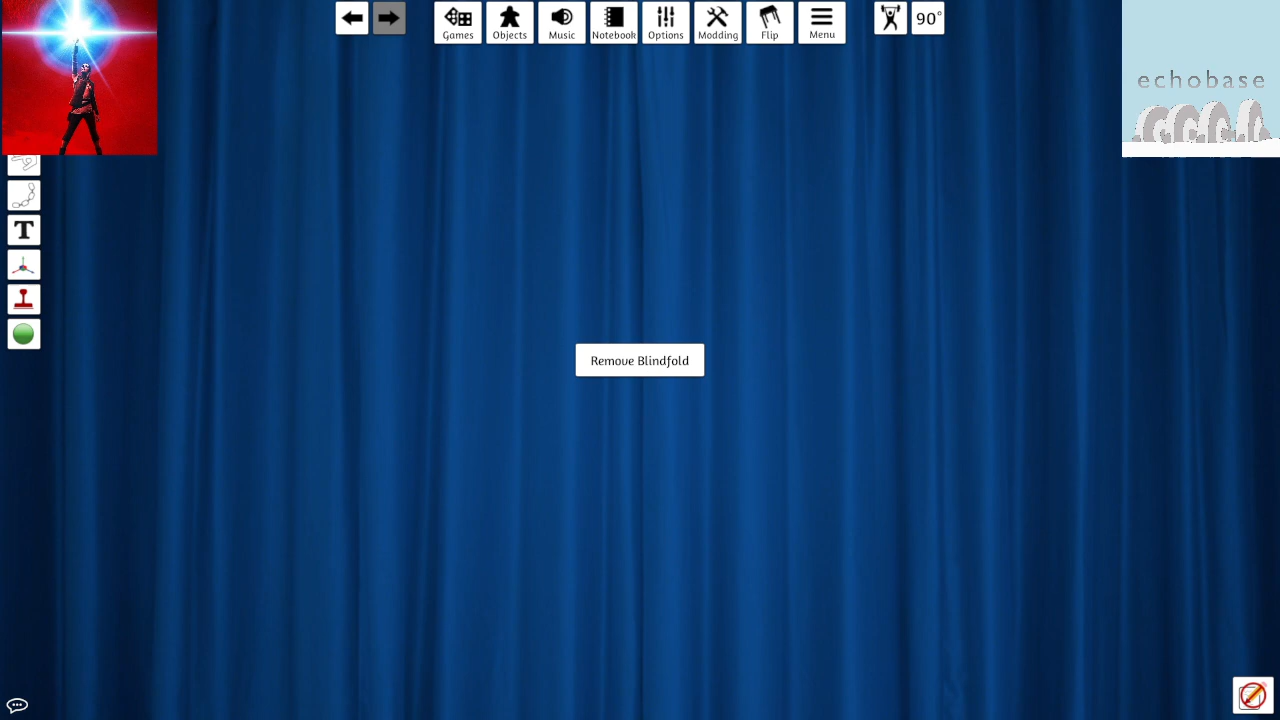 Games
Objects
Music
Notebook
Options
Modding
Flip
Menu
90°
echobase
T
Remove Blindfold